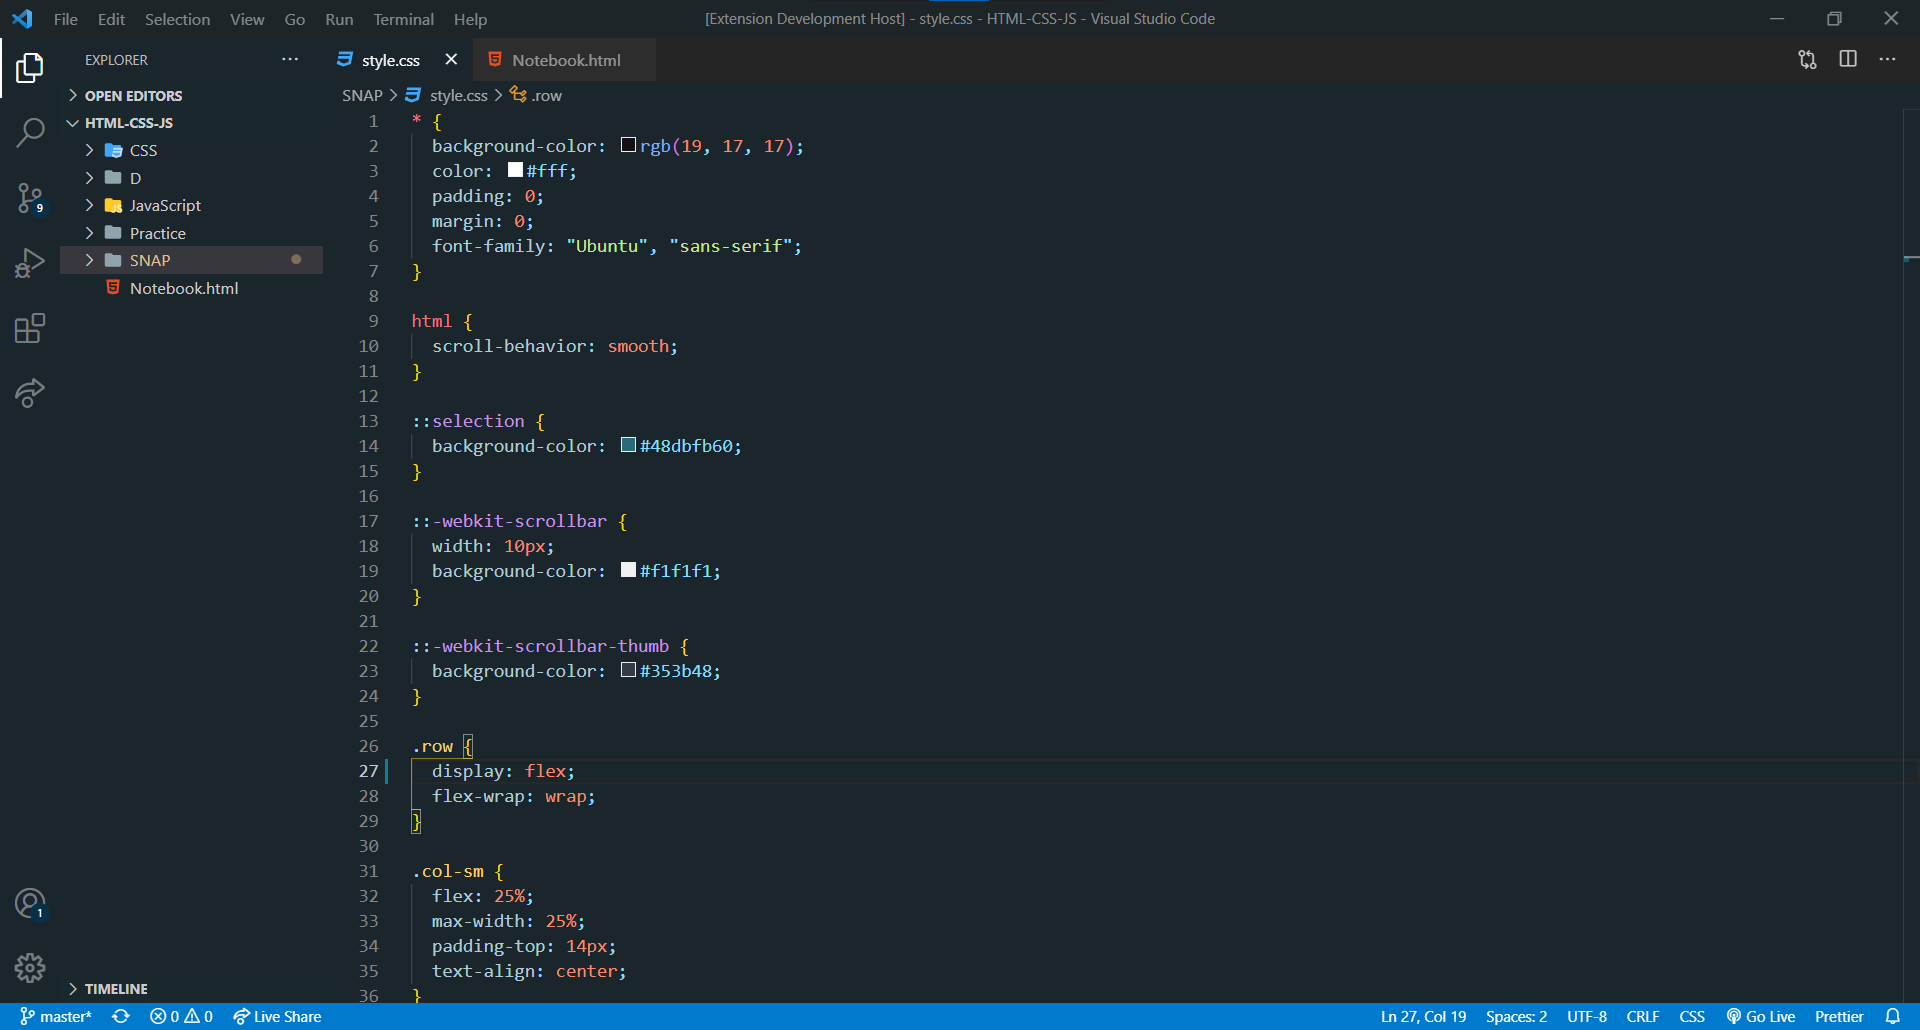 File Edit Selection View Go Run Terminal Help [Extension Development Host] - style.css - HTML-CSS-JS - Visual Studio Code
EXPLORER
OPEN EDITORS
HTML-CSS-JS
CSS
D
JavaScript
Practice
SNAP
Notebook.html
9
1
TIMELINE
style.css Notebook.html
SNAP > style.css > .row
1 * {
2 background-color: rgb(19, 17, 17);
3 color: #fff;
4 padding: 0;
5 margin: 0;
6 font-family: "Ubuntu", "sans-serif";
7 }
8
9 html {
10 scroll-behavior: smooth;
11 }
12
13 ::selection {
14 background-color: #48dbfb60;
15 }
16
17 ::-webkit-scrollbar {
18 width: 10px;
19 background-color: #f1f1f1;
20 }
21
22 ::-webkit-scrollbar-thumb {
23 background-color: #353b48;
24 }
25
26 .row {
27 display: flex;
28 flex-wrap: wrap;
29 }
30
31 .col-sm {
32 flex: 25%;
33 max-width: 25%;
34 padding-top: 14px;
35 text-align: center;
36 }
master* 0 0 Live Share Ln 27, Col 19 Spaces: 2 UTF-8 CRLF CSS Go Live Prettier